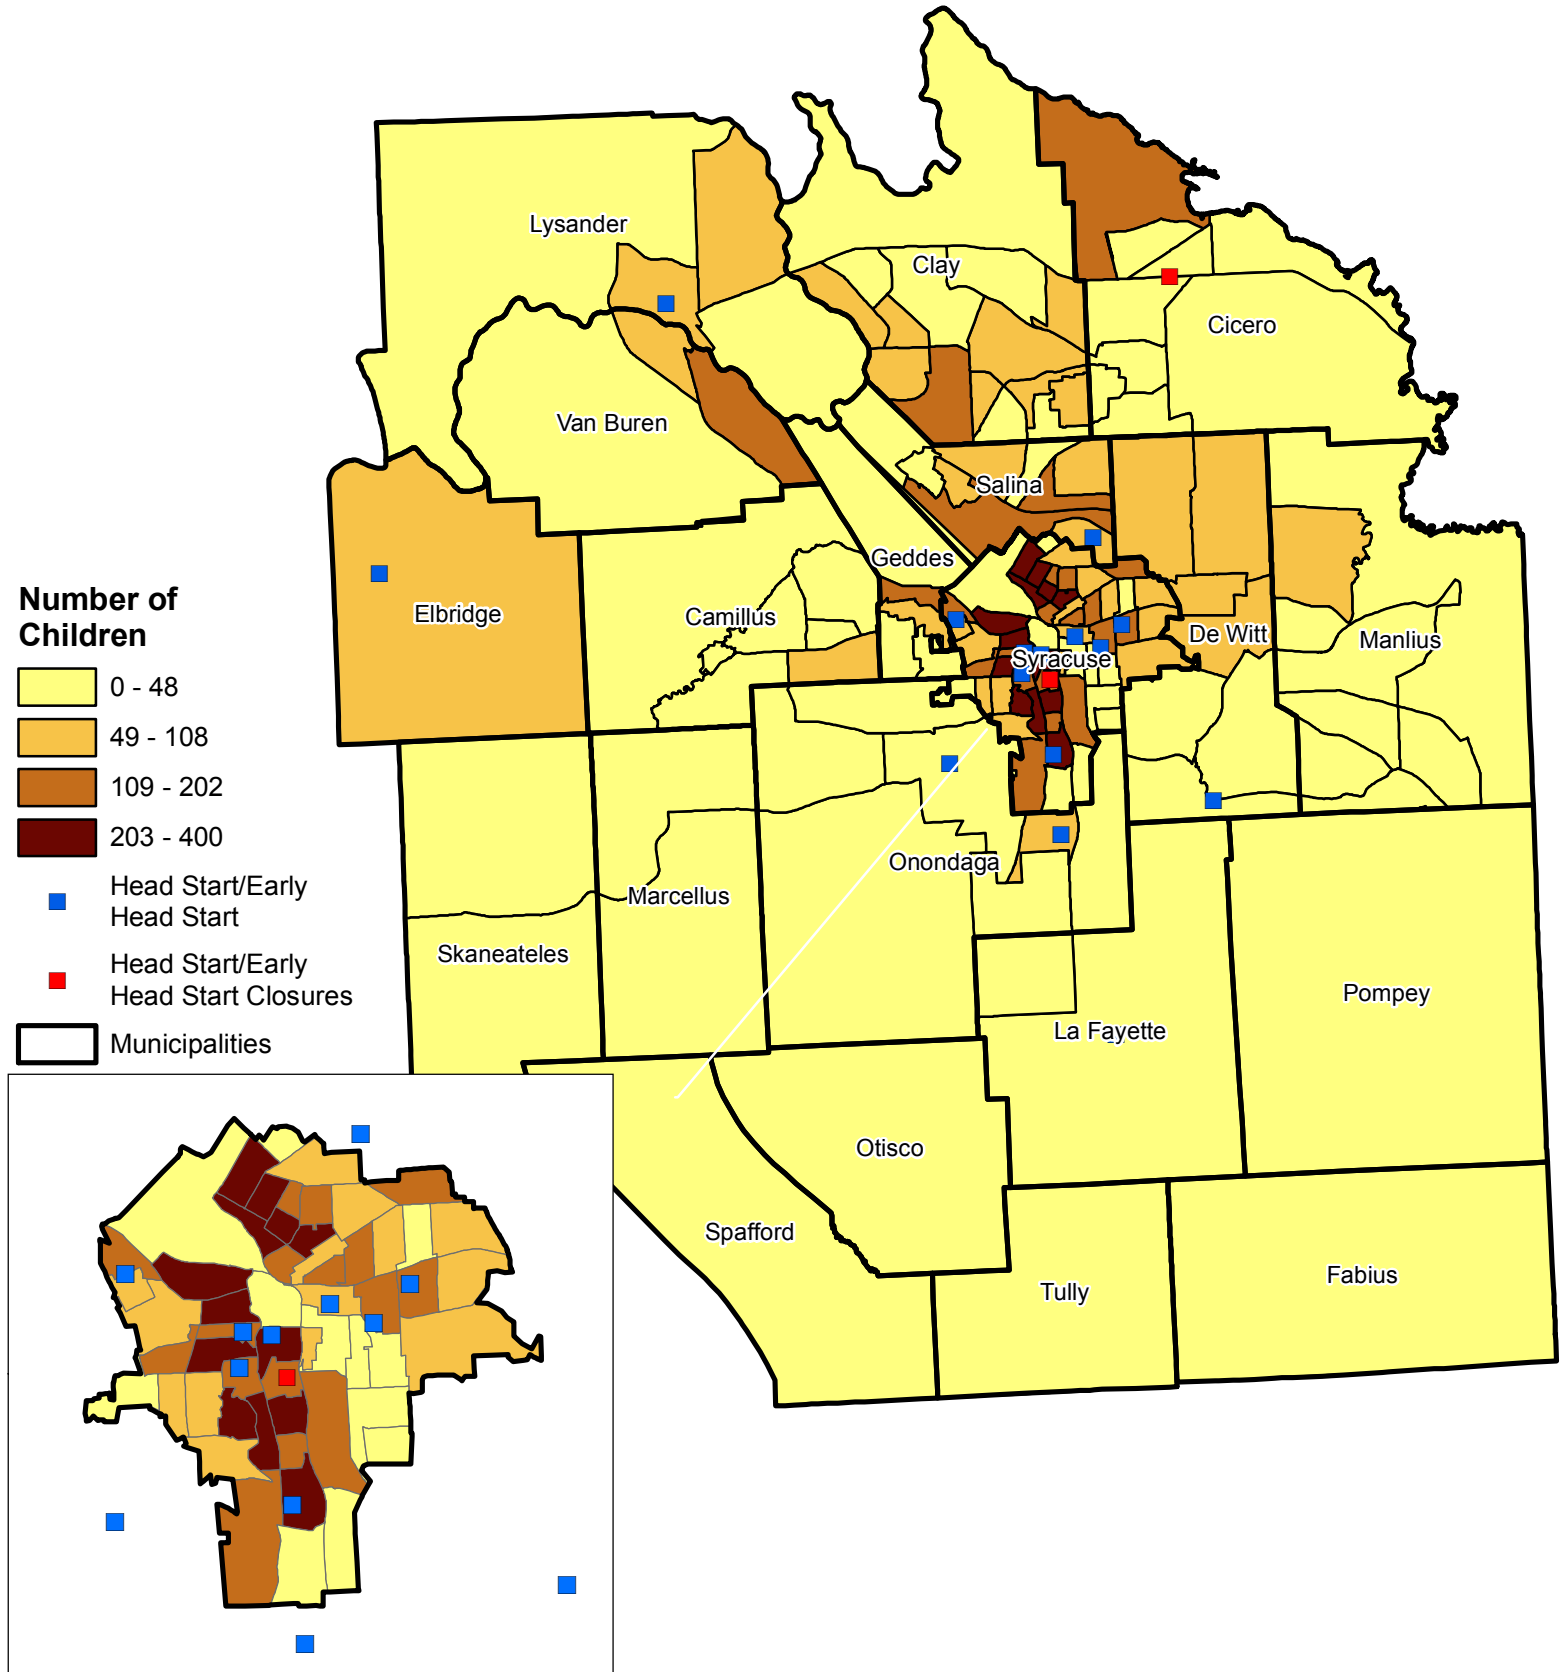 Lysander
Clay
Cicero
Van Buren
Salina
Geddes
Elbridge
Camillus
De Witt
Manlius
Syracuse
Onondaga
Marcellus
Skaneateles
Pompey
La Fayette
Otisco
Spafford
Tully
Fabius
Number of
Children
0 - 48
49 - 108
109 - 202
203 - 400
Head Start/Early
Head Start
Head Start/Early
Head Start Closures
Municipalities